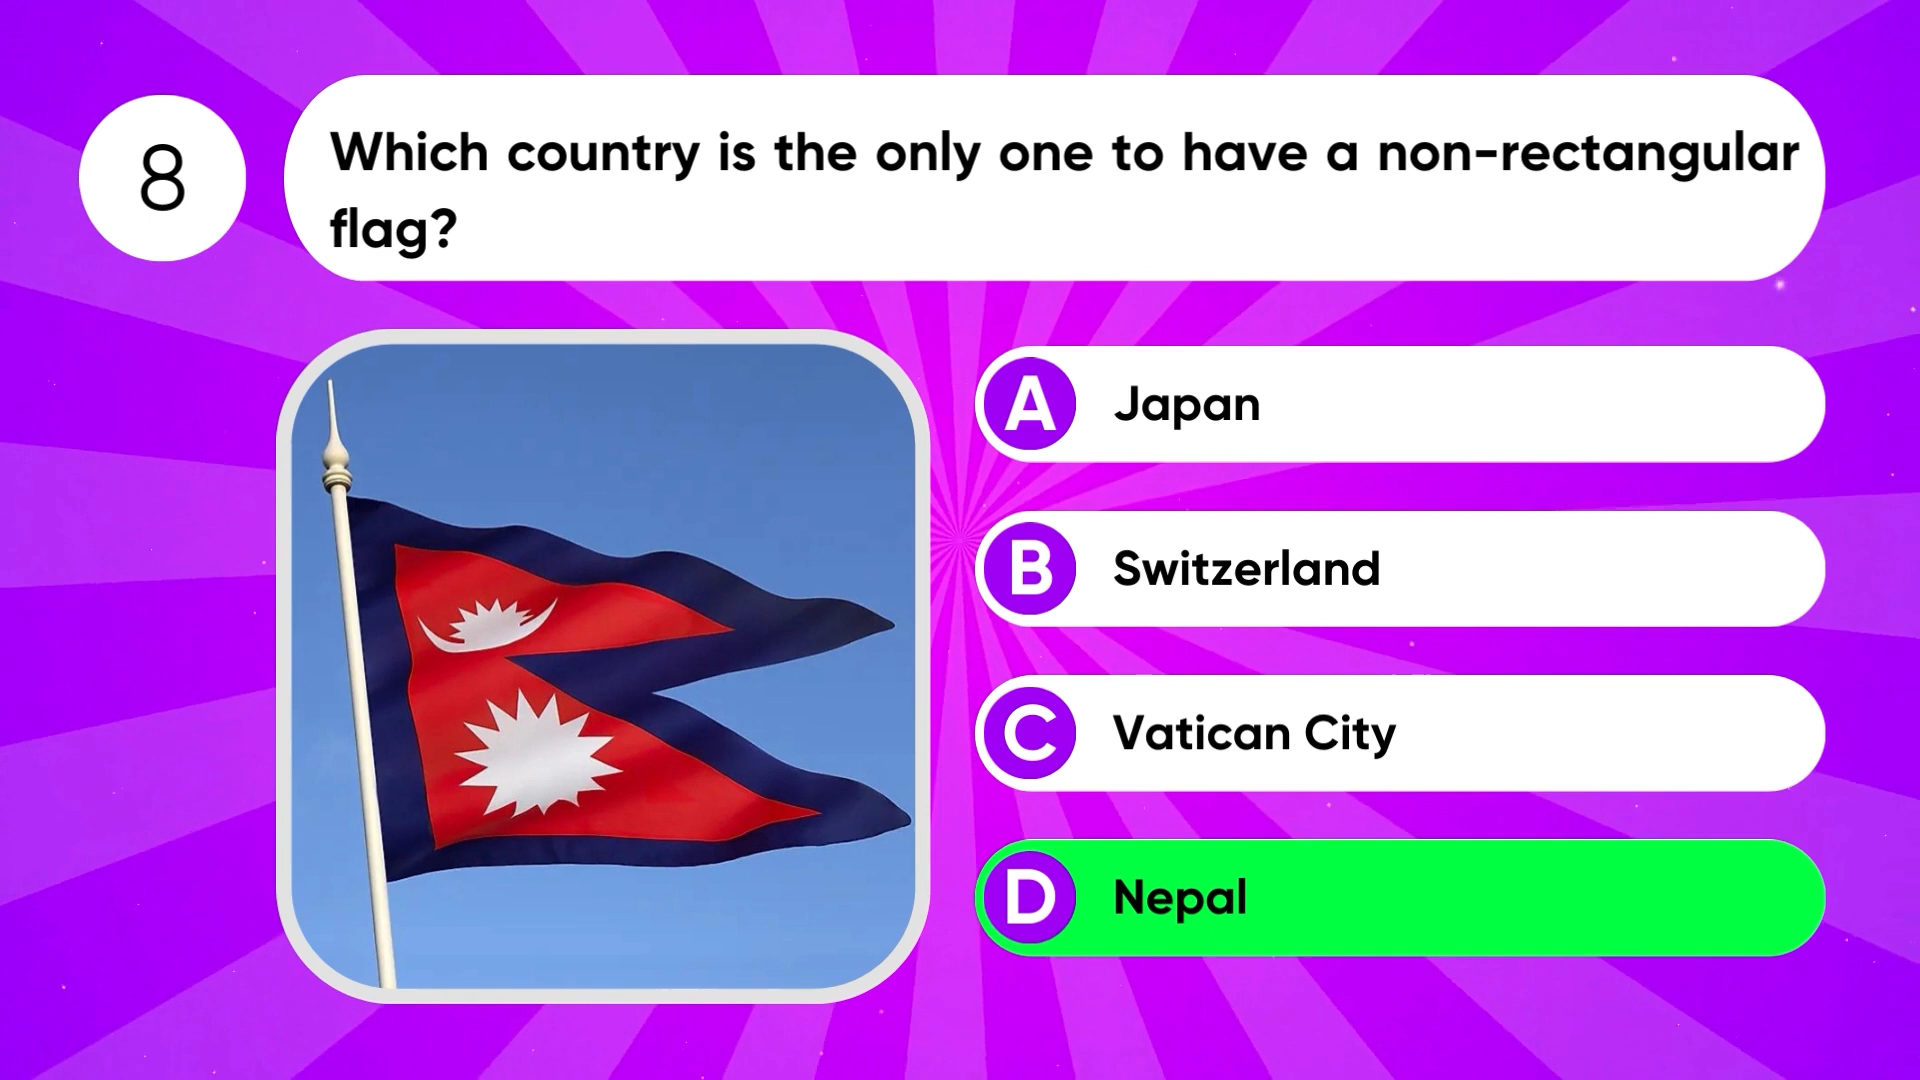 8
Which country is the only one to have a non-rectangular
flag?
A Japan
B Switzerland
C Vatican City
D Nepal